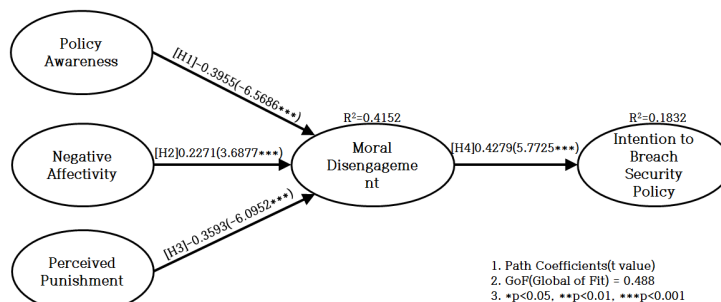 Policy
Awareness
[H1]-0.3955(-6.5686***)
R²=0.4152
R²=0.1832
Negative
Affectivity
[H2]0.2271(3.6877***)
Moral
Disengageme
nt
[H4]0.4279(5.7725***)
Intention to
Breach
Security
Policy
[H3]-0.3593(-6.0952***)
Perceived
Punishment
1. Path Coefficients(t value)
2. GoF(Global of Fit) = 0.488
3. *p<0.05, **p<0.01, ***p<0.001